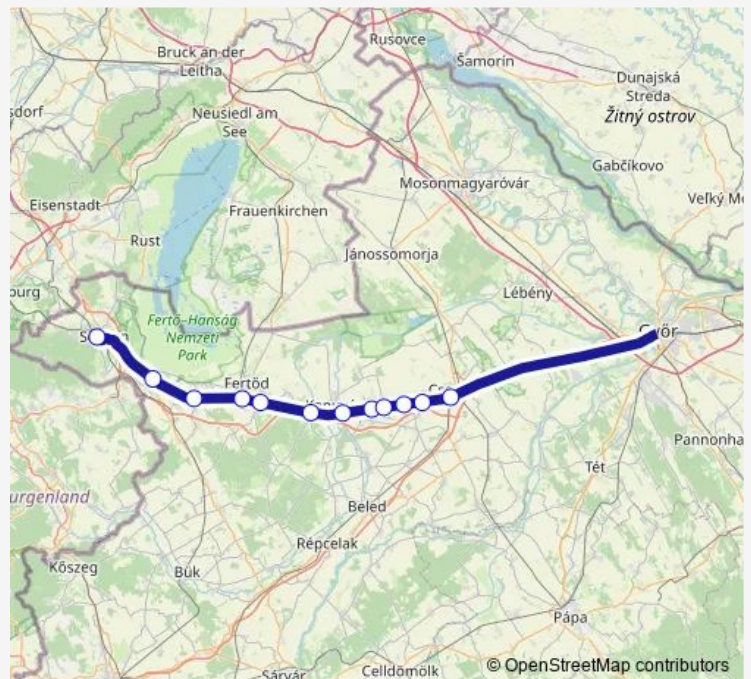 Rusovce
Bruck an der
Leitha
Šamorín
Dunajská
Streda
sdorf
Žitný ostrov
Neusiedl am
See
Gabčíkovo
Mosonmagyaróvár
Eisenstadt
Frauenkirchen
Rust
Jánossomorja
Lébény
Fertő-Hanság
Nemzeti
Park
Győr
Fertőd
Pannonha
Tét
urgenland
Beled
Répcelak
Kőszeg
Bük
Pápa
Sárvár
Celldömölk
© OpenStreetMap contributors